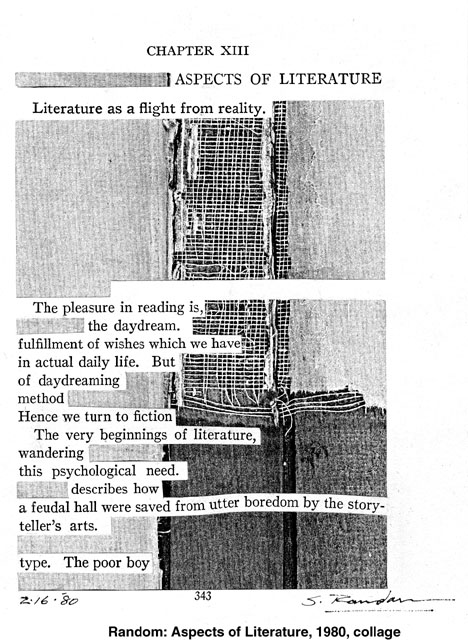 CHAPTER XIII
ASPECTS OF LITERATURE
Literature as a flight from reality.
The pleasure in reading is,
the daydream.
fulfillment of wishes which we have
in actual daily life. But
of daydreaming
method
Hence we turn to fiction
The very beginnings of literature,
wandering
this psychological need.
describes how
a feudal hall were saved from utter boredom by the story-
teller's arts.
type. The poor boy
2·16·80
343
S. Random
Random: Aspects of Literature, 1980, collage